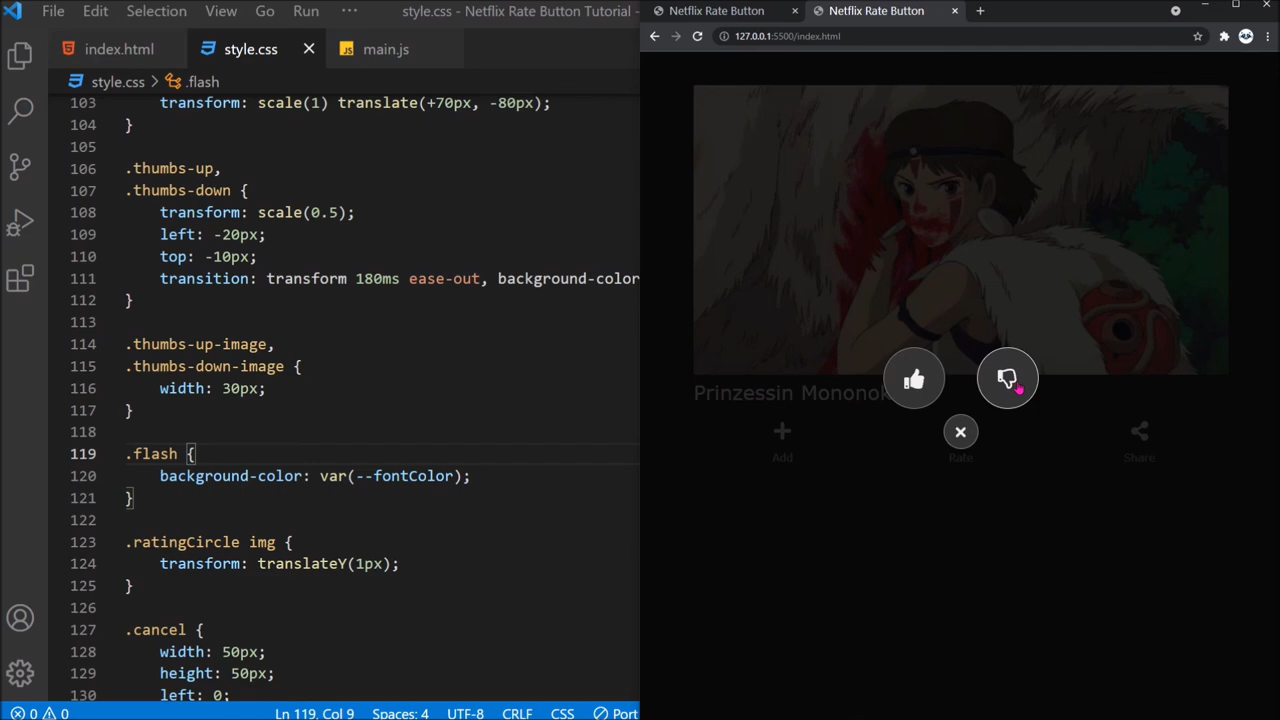 File Edit Selection View Go Run ··· style.css - Netflix Rate Button Tutorial -
index.html style.css main.js
style.css > .flash
103 transform: scale(1) translate(+70px, -80px);
104 }
105
106 .thumbs-up,
107 .thumbs-down {
108 transform: scale(0.5);
109 left: -20px;
110 top: -10px;
111 transition: transform 180ms ease-out, background-color
112 }
113
114 .thumbs-up-image,
115 .thumbs-down-image {
116 width: 30px;
117 }
118
119 .flash {
120 background-color: var(--fontColor);
121 }
122
123 .ratingCircle img {
124 transform: translateY(1px);
125 }
126
127 .cancel {
128 width: 50px;
129 height: 50px;
130 left: 0;
0 0 Ln 119, Col 9 Spaces: 4 UTF-8 CRLF CSS Port
Netflix Rate Button Netflix Rate Button
127.0.0.1:5500/index.html
Prinzessin Mononok
Add Rate Share